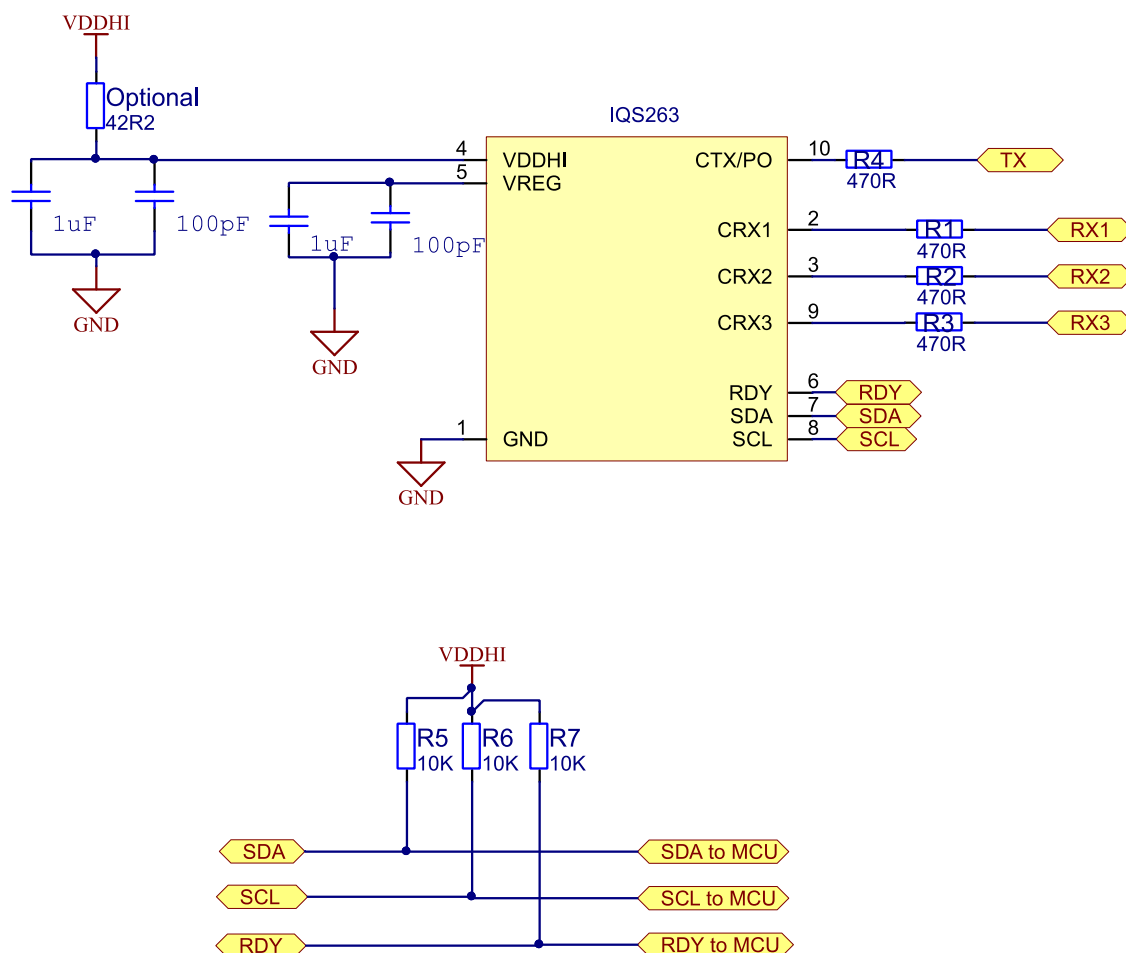 VDDHI
Optional
42R2
1uF
100pF
GND
1uF
100pF
GND
IQS263
4
VDDHI
5
VREG
1
GND
GND
CTX/PO
10
R4
470R
TX
CRX1
2
R1
470R
RX1
CRX2
3
R2
470R
RX2
CRX3
9
R3
470R
RX3
RDY
6
RDY
SDA
7
SDA
SCL
8
SCL
VDDHI
R5
10K
R6
10K
R7
10K
SDA
SDA to MCU
SCL
SCL to MCU
RDY
RDY to MCU